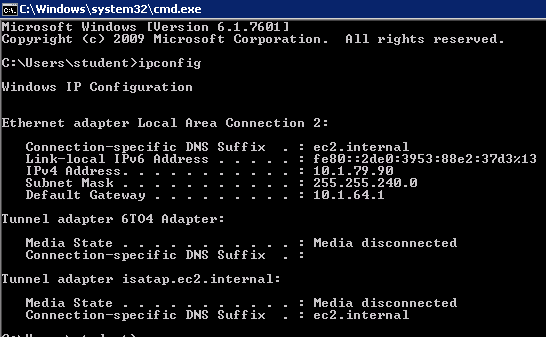 C:\Windows\system32\cmd.exe
Microsoft Windows [Version 6.1.7601]
Copyright (c) 2009 Microsoft Corporation.  All rights reserved.
C:\Users\student>ipconfig
Windows IP Configuration
Ethernet adapter Local Area Connection 2:
   Connection-specific DNS Suffix  . : ec2.internal
   Link-local IPv6 Address . . . . . : fe80::2de0:3953:88e2:37d3%13
   IPv4 Address. . . . . . . . . . . : 10.1.79.90
   Subnet Mask . . . . . . . . . . . : 255.255.240.0
   Default Gateway . . . . . . . . . : 10.1.64.1
Tunnel adapter 6TO4 Adapter:
   Media State . . . . . . . . . . . : Media disconnected
   Connection-specific DNS Suffix  . :
Tunnel adapter isatap.ec2.internal:
   Media State . . . . . . . . . . . : Media disconnected
   Connection-specific DNS Suffix  . : ec2.internal